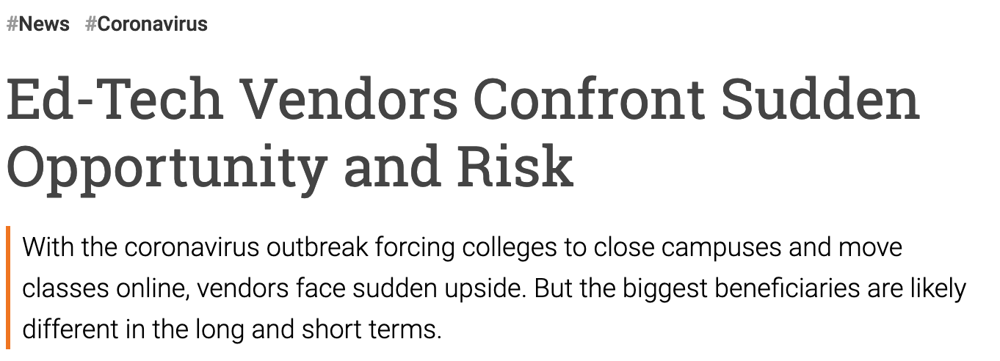 #News #Coronavirus
Ed-Tech Vendors Confront Sudden
Opportunity and Risk
With the coronavirus outbreak forcing colleges to close campuses and move
classes online, vendors face sudden upside. But the biggest beneficiaries are likely
different in the long and short terms.